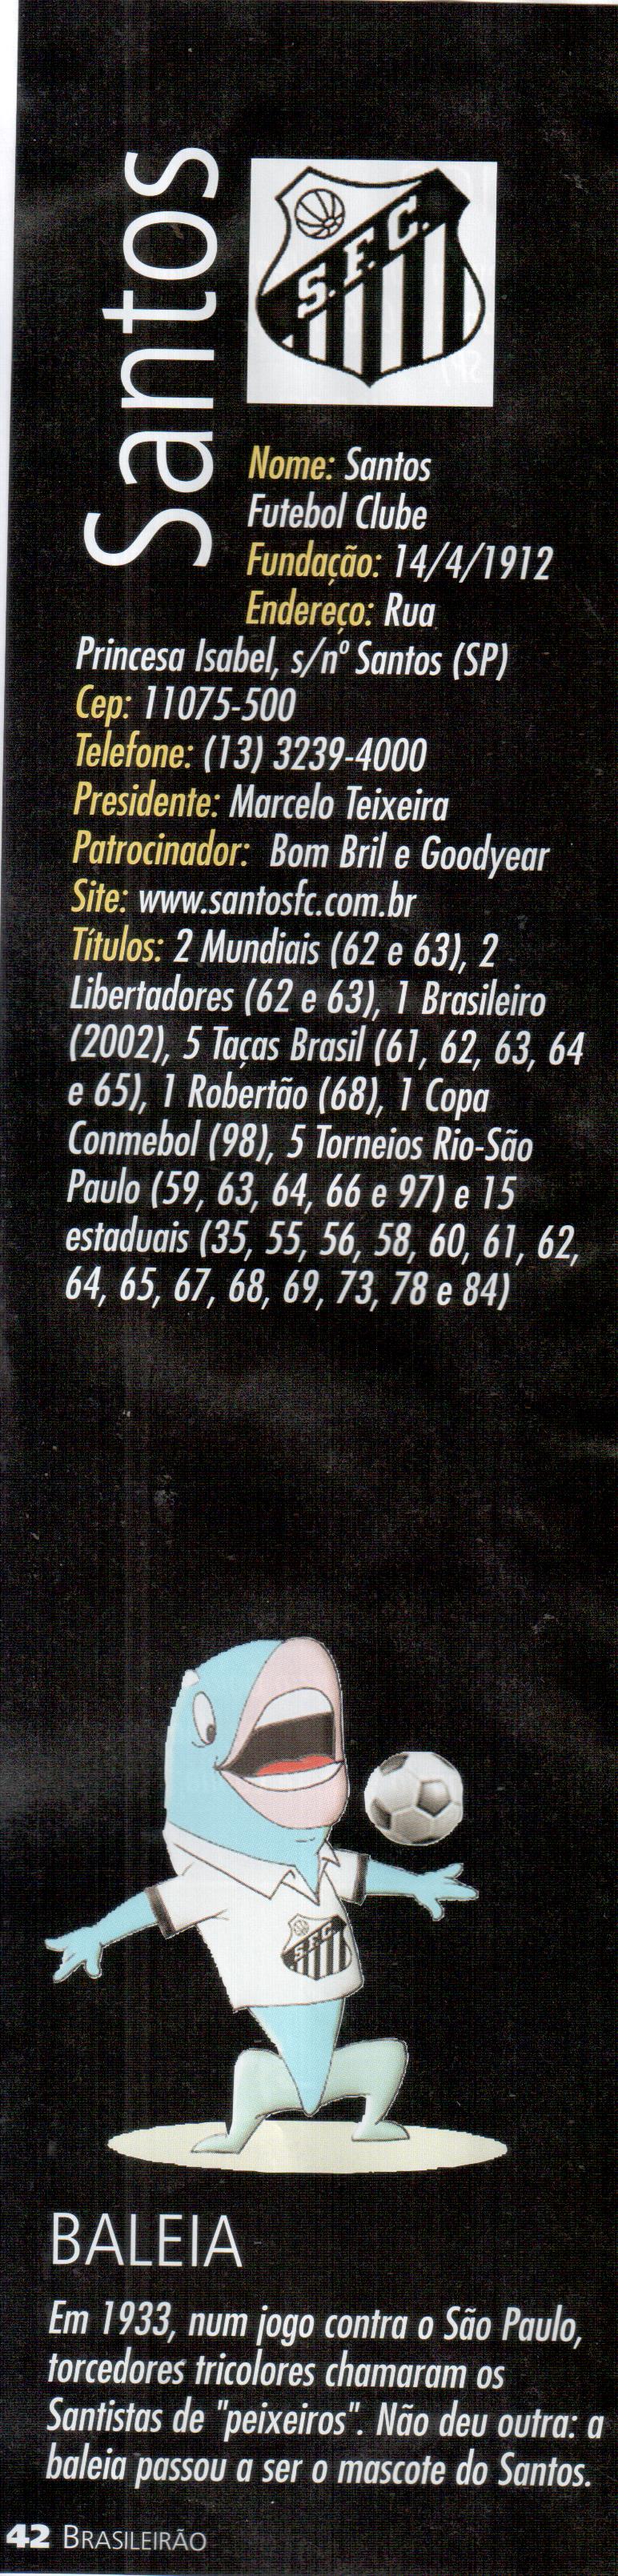 Santos
S.F.C.
Nome: Santos
Futebol Clube
Fundação: 14/4/1912
Endereço: Rua
Princesa Isabel, s/nº Santos (SP)
Cep: 11075-500
Telefone: (13) 3239-4000
Presidente: Marcelo Teixeira
Patrocinador: Bom Bril e Goodyear
Site: www.santosfc.com.br
Títulos: 2 Mundiais (62 e 63), 2
Libertadores (62 e 63), 1 Brasileiro
(2002), 5 Taças Brasil (61, 62, 63, 64
e 65), 1 Robertão (68), 1 Copa
Conmebol (98), 5 Torneios Rio-São
Paulo (59, 63, 64, 66 e 97) e 15
estaduais (35, 55, 56, 58, 60, 61, 62,
64, 65, 67, 68, 69, 73, 78 e 84)
S.F.C.
BALEIA
Em 1933, num jogo contra o São Paulo,
torcedores tricolores chamaram os
Santistas de "peixeiros". Não deu outra: a
baleia passou a ser o mascote do Santos.
42 BRASILEIRÃO